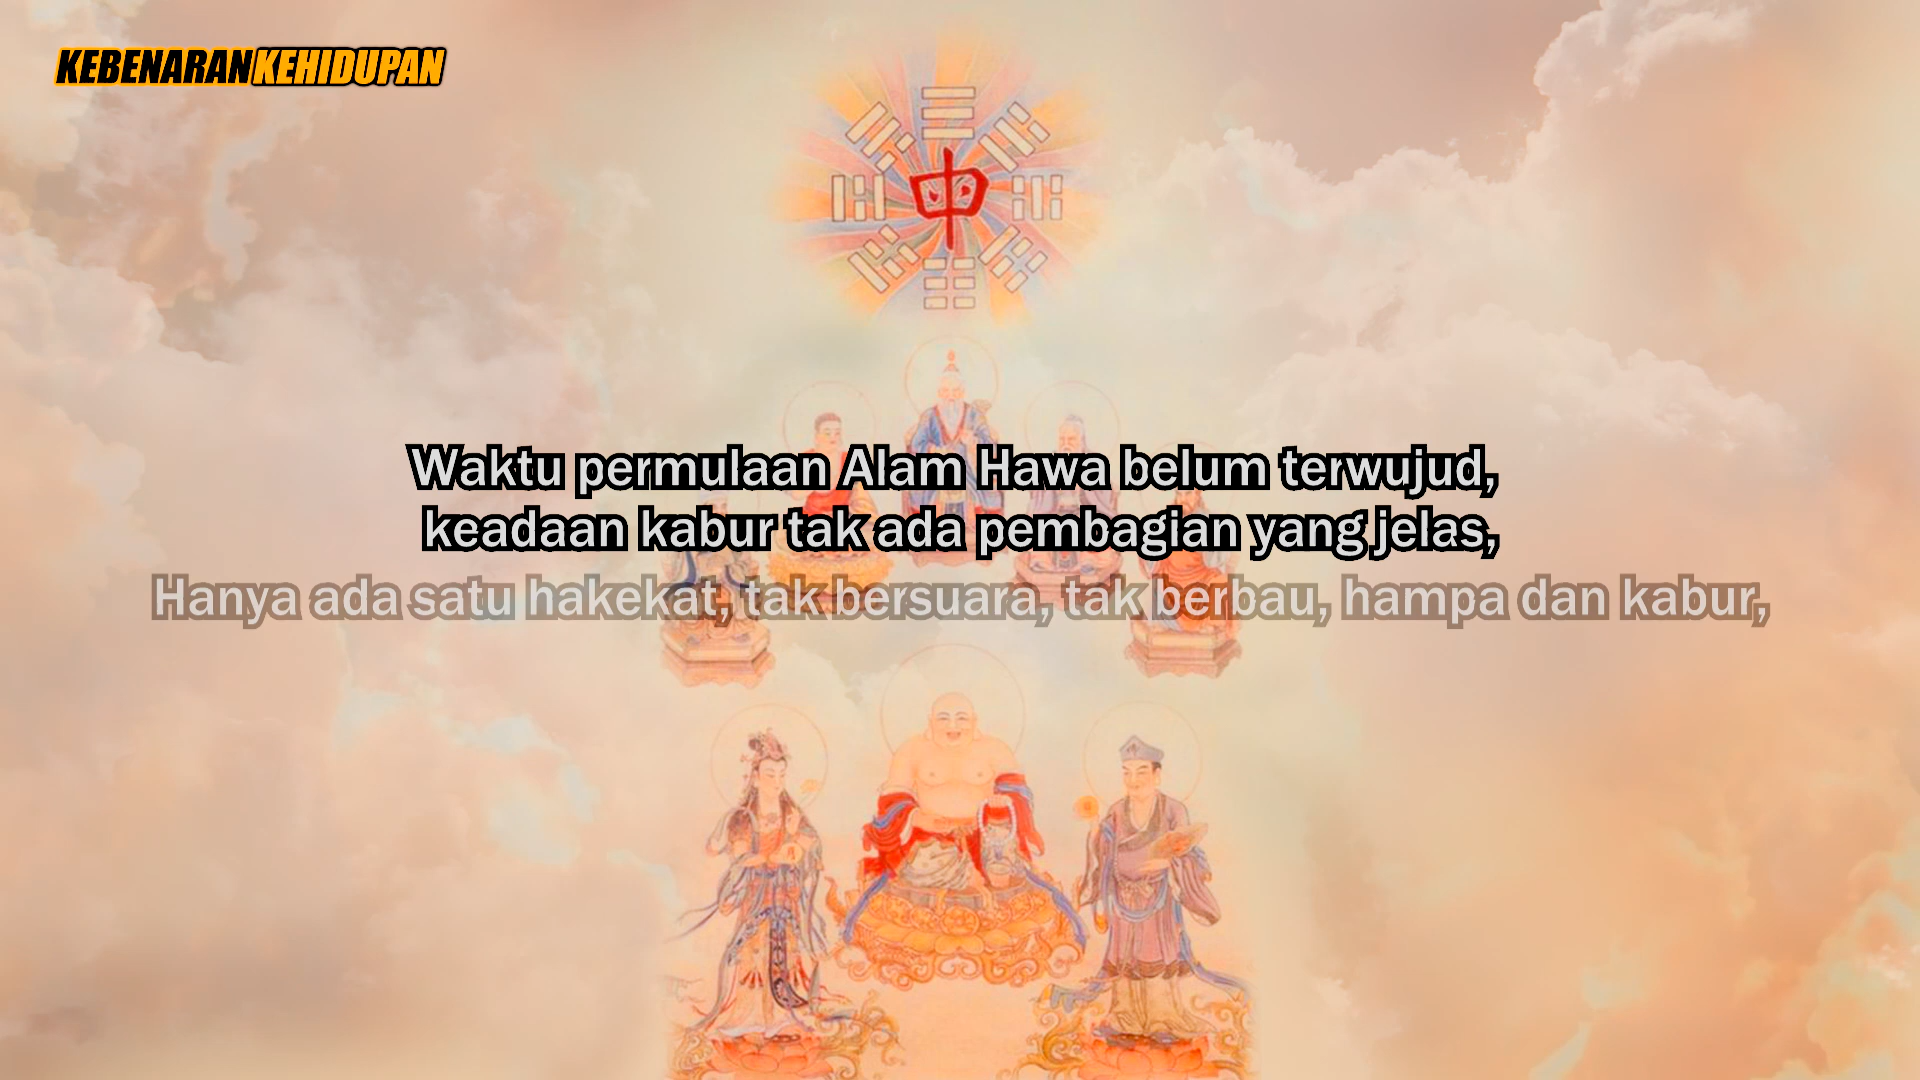 KEBENARANKEHIDUPAN
中
Waktu permulaan Alam Hawa belum terwujud,
keadaan kabur tak ada pembagian yang jelas,
Hanya ada satu hakekat, tak bersuara, tak berbau, hampa dan kabur,